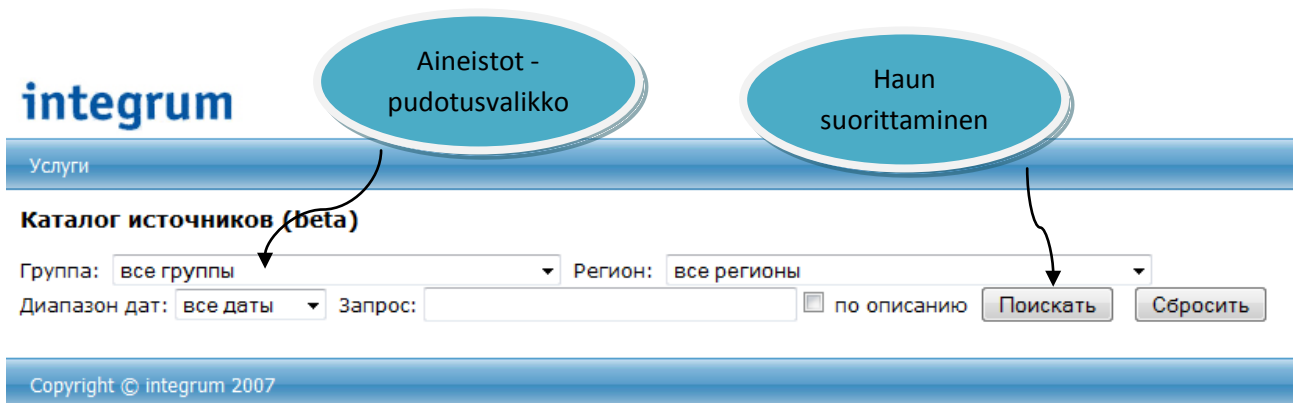 Aineistot -
pudotusvalikko
Haun
suorittaminen
integrum
Услуги
Каталог источников (beta)
Группа: все группы Регион: все регионы
Диапазон дат: все даты Запрос: по описанию Поискать Сбросить
Copyright © integrum 2007